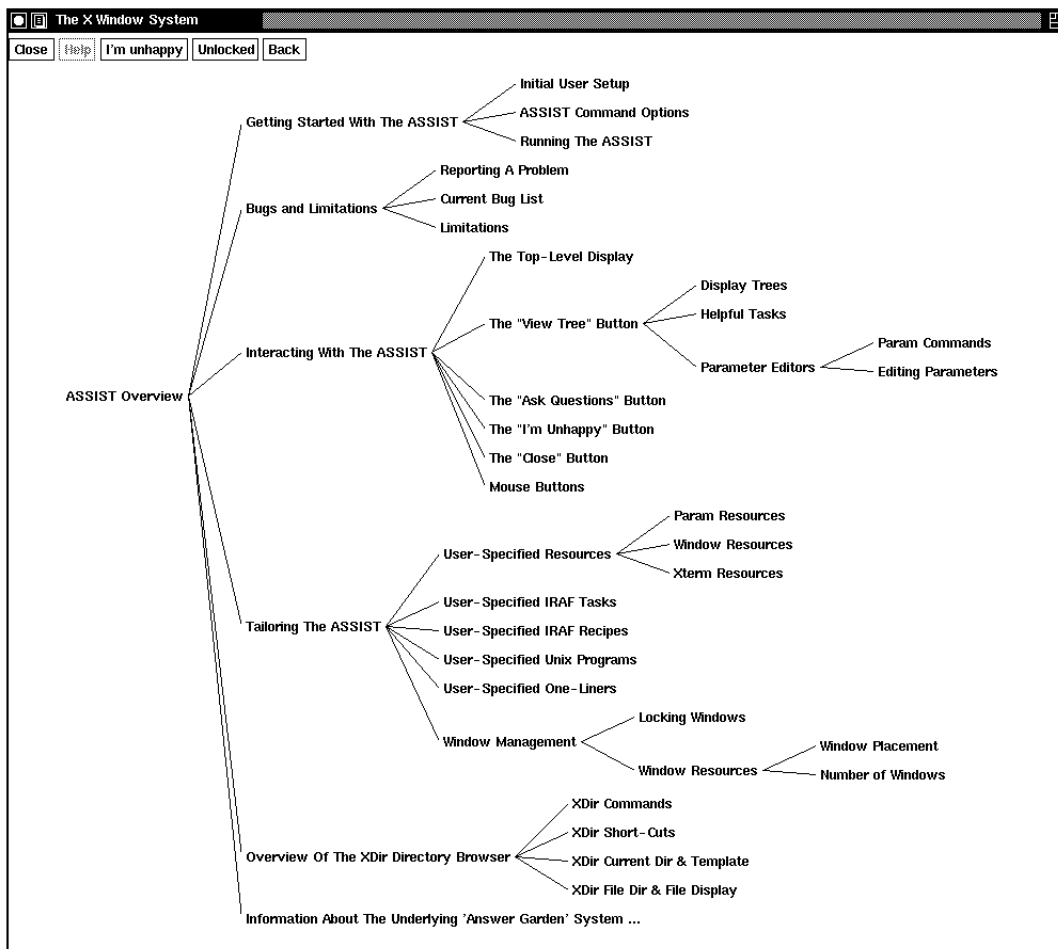 The X Window System
Close Help I'm unhappy Unlocked Back
Initial User Setup
Getting Started With The ASSIST
ASSIST Command Options
Running The ASSIST
Reporting A Problem
Bugs and Limitations
Current Bug List
Limitations
The Top-Level Display
Display Trees
The "View Tree" Button
Helpful Tasks
Param Commands
Interacting With The ASSIST
Parameter Editors
Editing Parameters
ASSIST Overview
The "Ask Questions" Button
The "I'm Unhappy" Button
The "Close" Button
Mouse Buttons
Param Resources
User-Specified Resources
Window Resources
Xterm Resources
User-Specified IRAF Tasks
Tailoring The ASSIST
User-Specified IRAF Recipes
User-Specified Unix Programs
User-Specified One-Liners
Locking Windows
Window Management
Window Placement
Window Resources
Number of Windows
XDir Commands
XDir Short-Cuts
Overview Of The XDir Directory Browser
XDir Current Dir & Template
XDir File Dir & File Display
Information About The Underlying 'Answer Garden' System ...